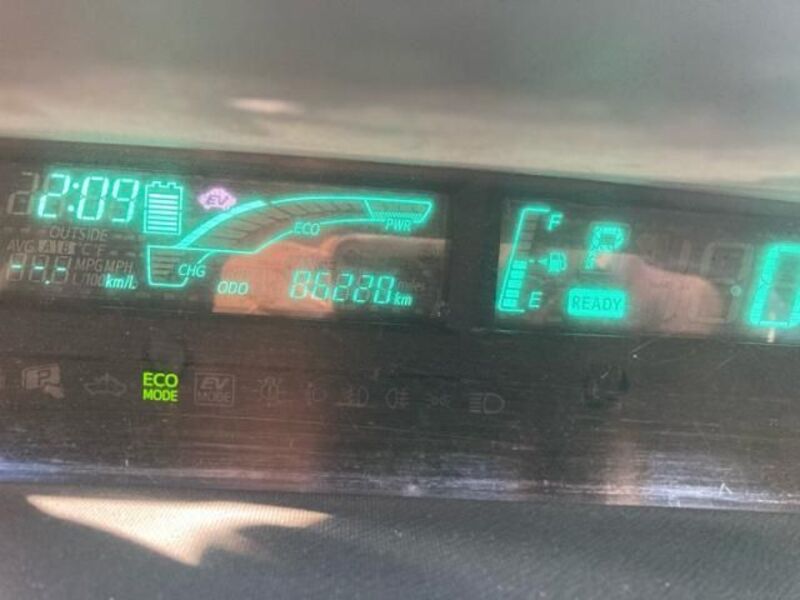 2:09
EV
OUTSIDE
ECO
PWR
AVG
--.-
MPG MPH
L/100 km/L
CHG
ODO
86220 km
F
P
E
READY
0
ECO
MODE
EV
MODE